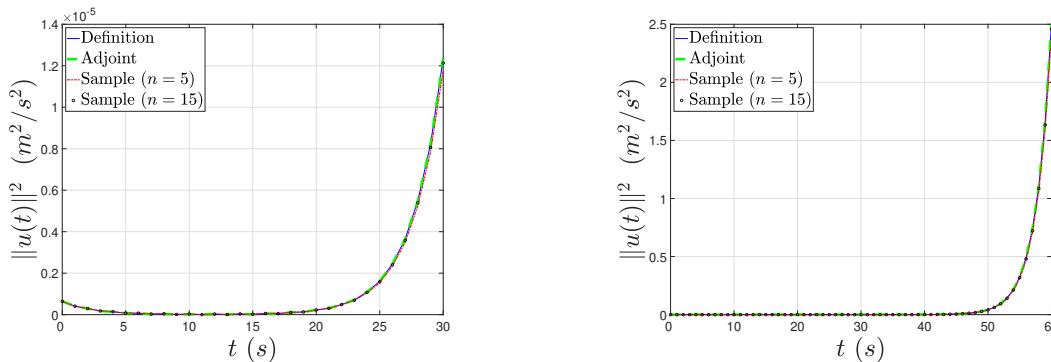 ×10⁻⁵
1.4
1.2
1
0.8
0.6
0.4
0.2
0
||u(t)||² (m²/s²)
Definition
Adjoint
Sample (n = 5)
Sample (n = 15)
0 5 10 15 20 25 30
t (s)
2.5
2
1.5
1
0.5
0
||u(t)||² (m²/s²)
Definition
Adjoint
Sample (n = 5)
Sample (n = 15)
0 10 20 30 40 50 60
t (s)